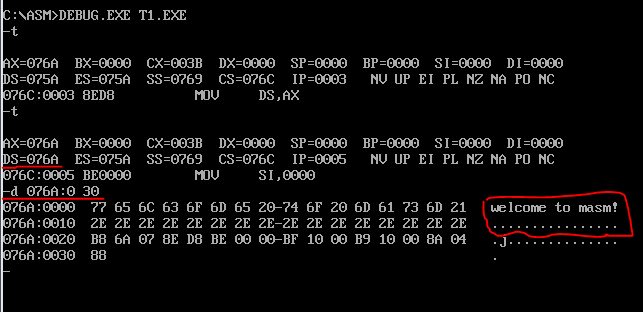 C:\ASM>DEBUG.EXE T1.EXE
-t
AX=076A BX=0000 CX=003B DX=0000 SP=0000 BP=0000 SI=0000 DI=0000
DS=075A ES=075A SS=0769 CS=076C IP=0003 NV UP EI PL NZ NA PO NC
076C:0003 8ED8 MOV DS,AX
-t
AX=076A BX=0000 CX=003B DX=0000 SP=0000 BP=0000 SI=0000 DI=0000
DS=076A ES=075A SS=0769 CS=076C IP=0005 NV UP EI PL NZ NA PO NC
076C:0005 BE0000 MOV SI,0000
-d 076A:0 30
076A:0000 77 65 6C 63 6F 6D 65 20-74 6F 20 6D 61 73 6D 21 welcome to masm!
076A:0010 2E 2E 2E 2E 2E 2E 2E 2E-2E 2E 2E 2E 2E 2E 2E 2E ................
076A:0020 B8 6A 07 8E D8 BE 00 00-BF 10 00 B9 10 00 8A 04 .j..............
076A:0030 88 .
-